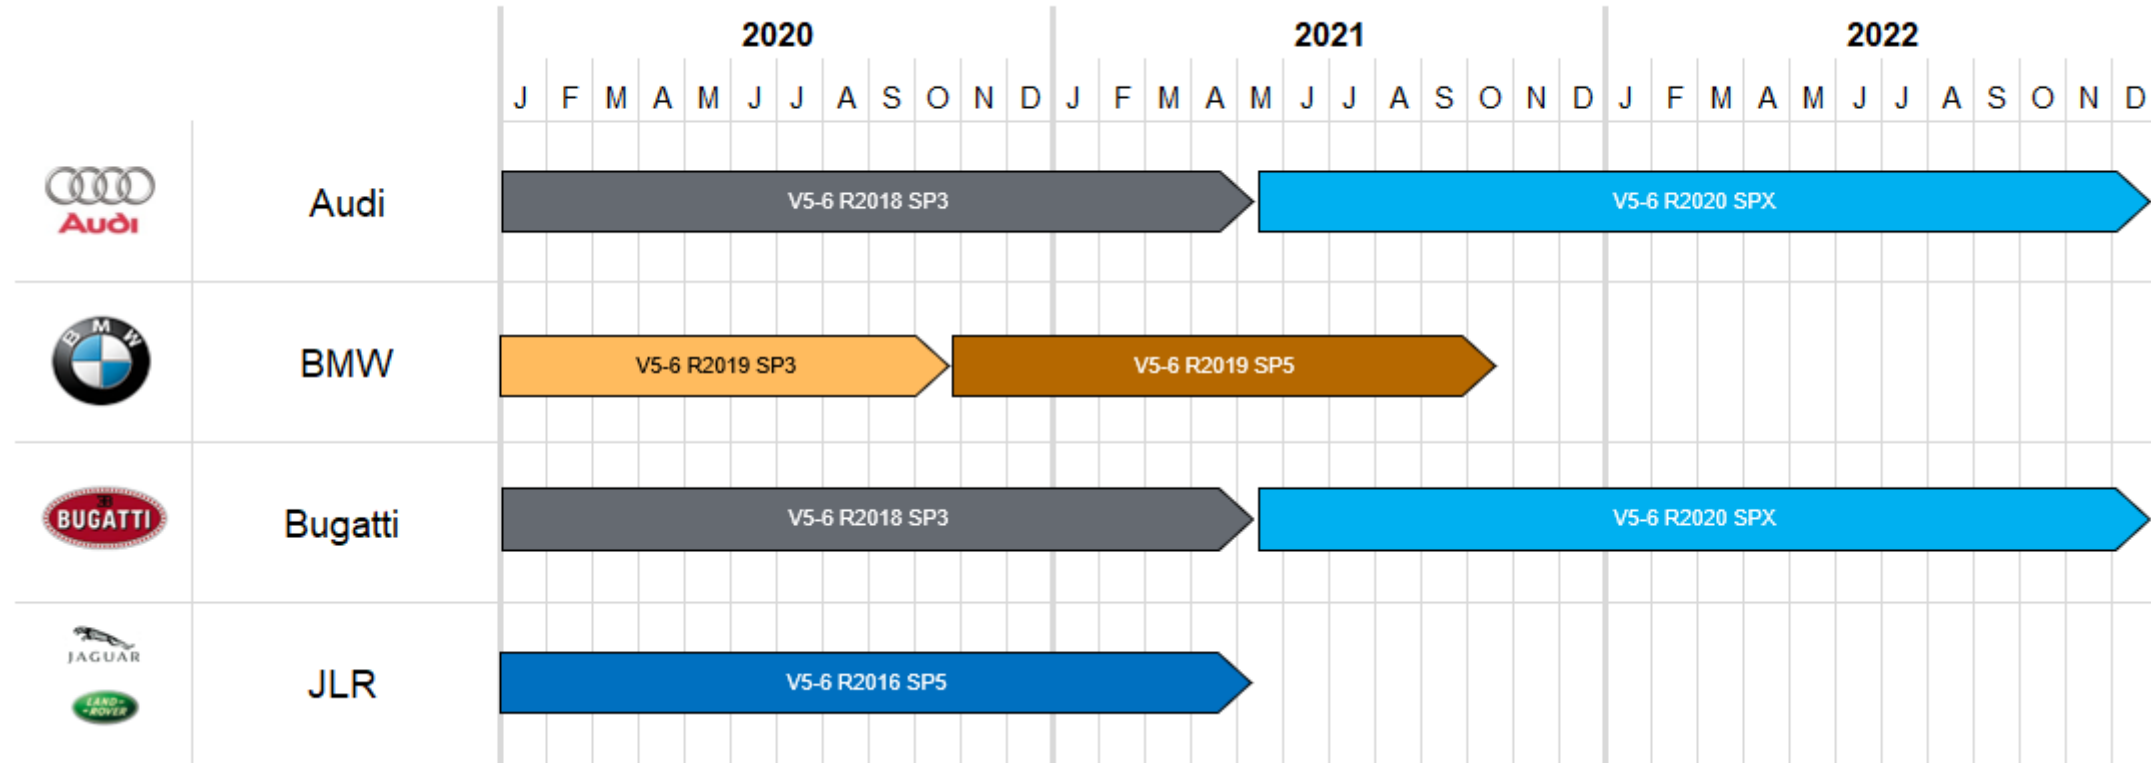 2020 2021 2022
J F M A M J J A S O N D J F M A M J J A S O N D J F M A M J J A S O N D
Audi Audi V5-6 R2018 SP3 V5-6 R2020 SPX
BMW BMW V5-6 R2019 SP3 V5-6 R2019 SP5
EB
BUGATTI Bugatti V5-6 R2018 SP3 V5-6 R2020 SPX
JAGUAR
LAND-
-ROVER JLR V5-6 R2016 SP5